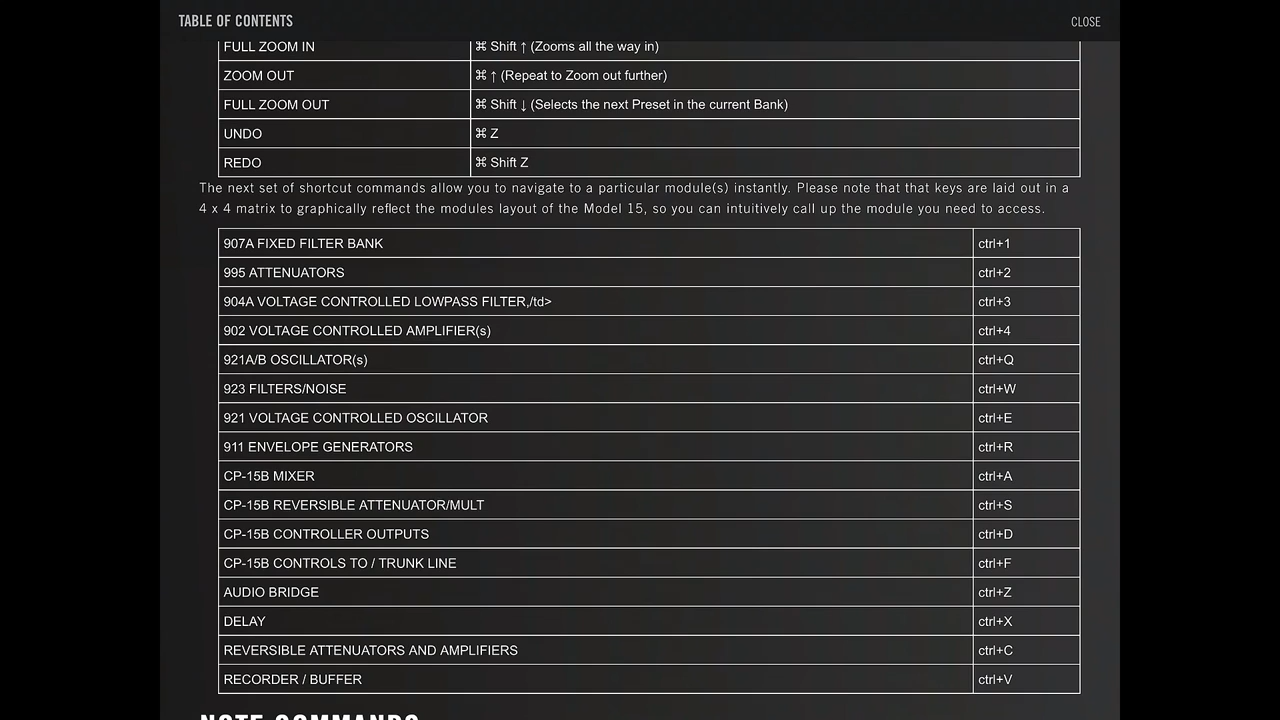 TABLE OF CONTENTS
CLOSE
FULL ZOOM IN ⌘ Shift ↑ (Zooms all the way in)
ZOOM OUT ⌘ ↑ (Repeat to Zoom out further)
FULL ZOOM OUT ⌘ Shift ↓ (Selects the next Preset in the current Bank)
UNDO ⌘ Z
REDO ⌘ Shift Z
The next set of shortcut commands allow you to navigate to a particular module(s) instantly. Please note that that keys are laid out in a
4 x 4 matrix to graphically reflect the modules layout of the Model 15, so you can intuitively call up the module you need to access.
907A FIXED FILTER BANK ctrl+1
995 ATTENUATORS ctrl+2
904A VOLTAGE CONTROLLED LOWPASS FILTER,/td> ctrl+3
902 VOLTAGE CONTROLLED AMPLIFIER(s) ctrl+4
921A/B OSCILLATOR(s) ctrl+Q
923 FILTERS/NOISE ctrl+W
921 VOLTAGE CONTROLLED OSCILLATOR ctrl+E
911 ENVELOPE GENERATORS ctrl+R
CP-15B MIXER ctrl+A
CP-15B REVERSIBLE ATTENUATOR/MULT ctrl+S
CP-15B CONTROLLER OUTPUTS ctrl+D
CP-15B CONTROLS TO / TRUNK LINE ctrl+F
AUDIO BRIDGE ctrl+Z
DELAY ctrl+X
REVERSIBLE ATTENUATORS AND AMPLIFIERS ctrl+C
RECORDER / BUFFER ctrl+V
NOTE COMMANDS